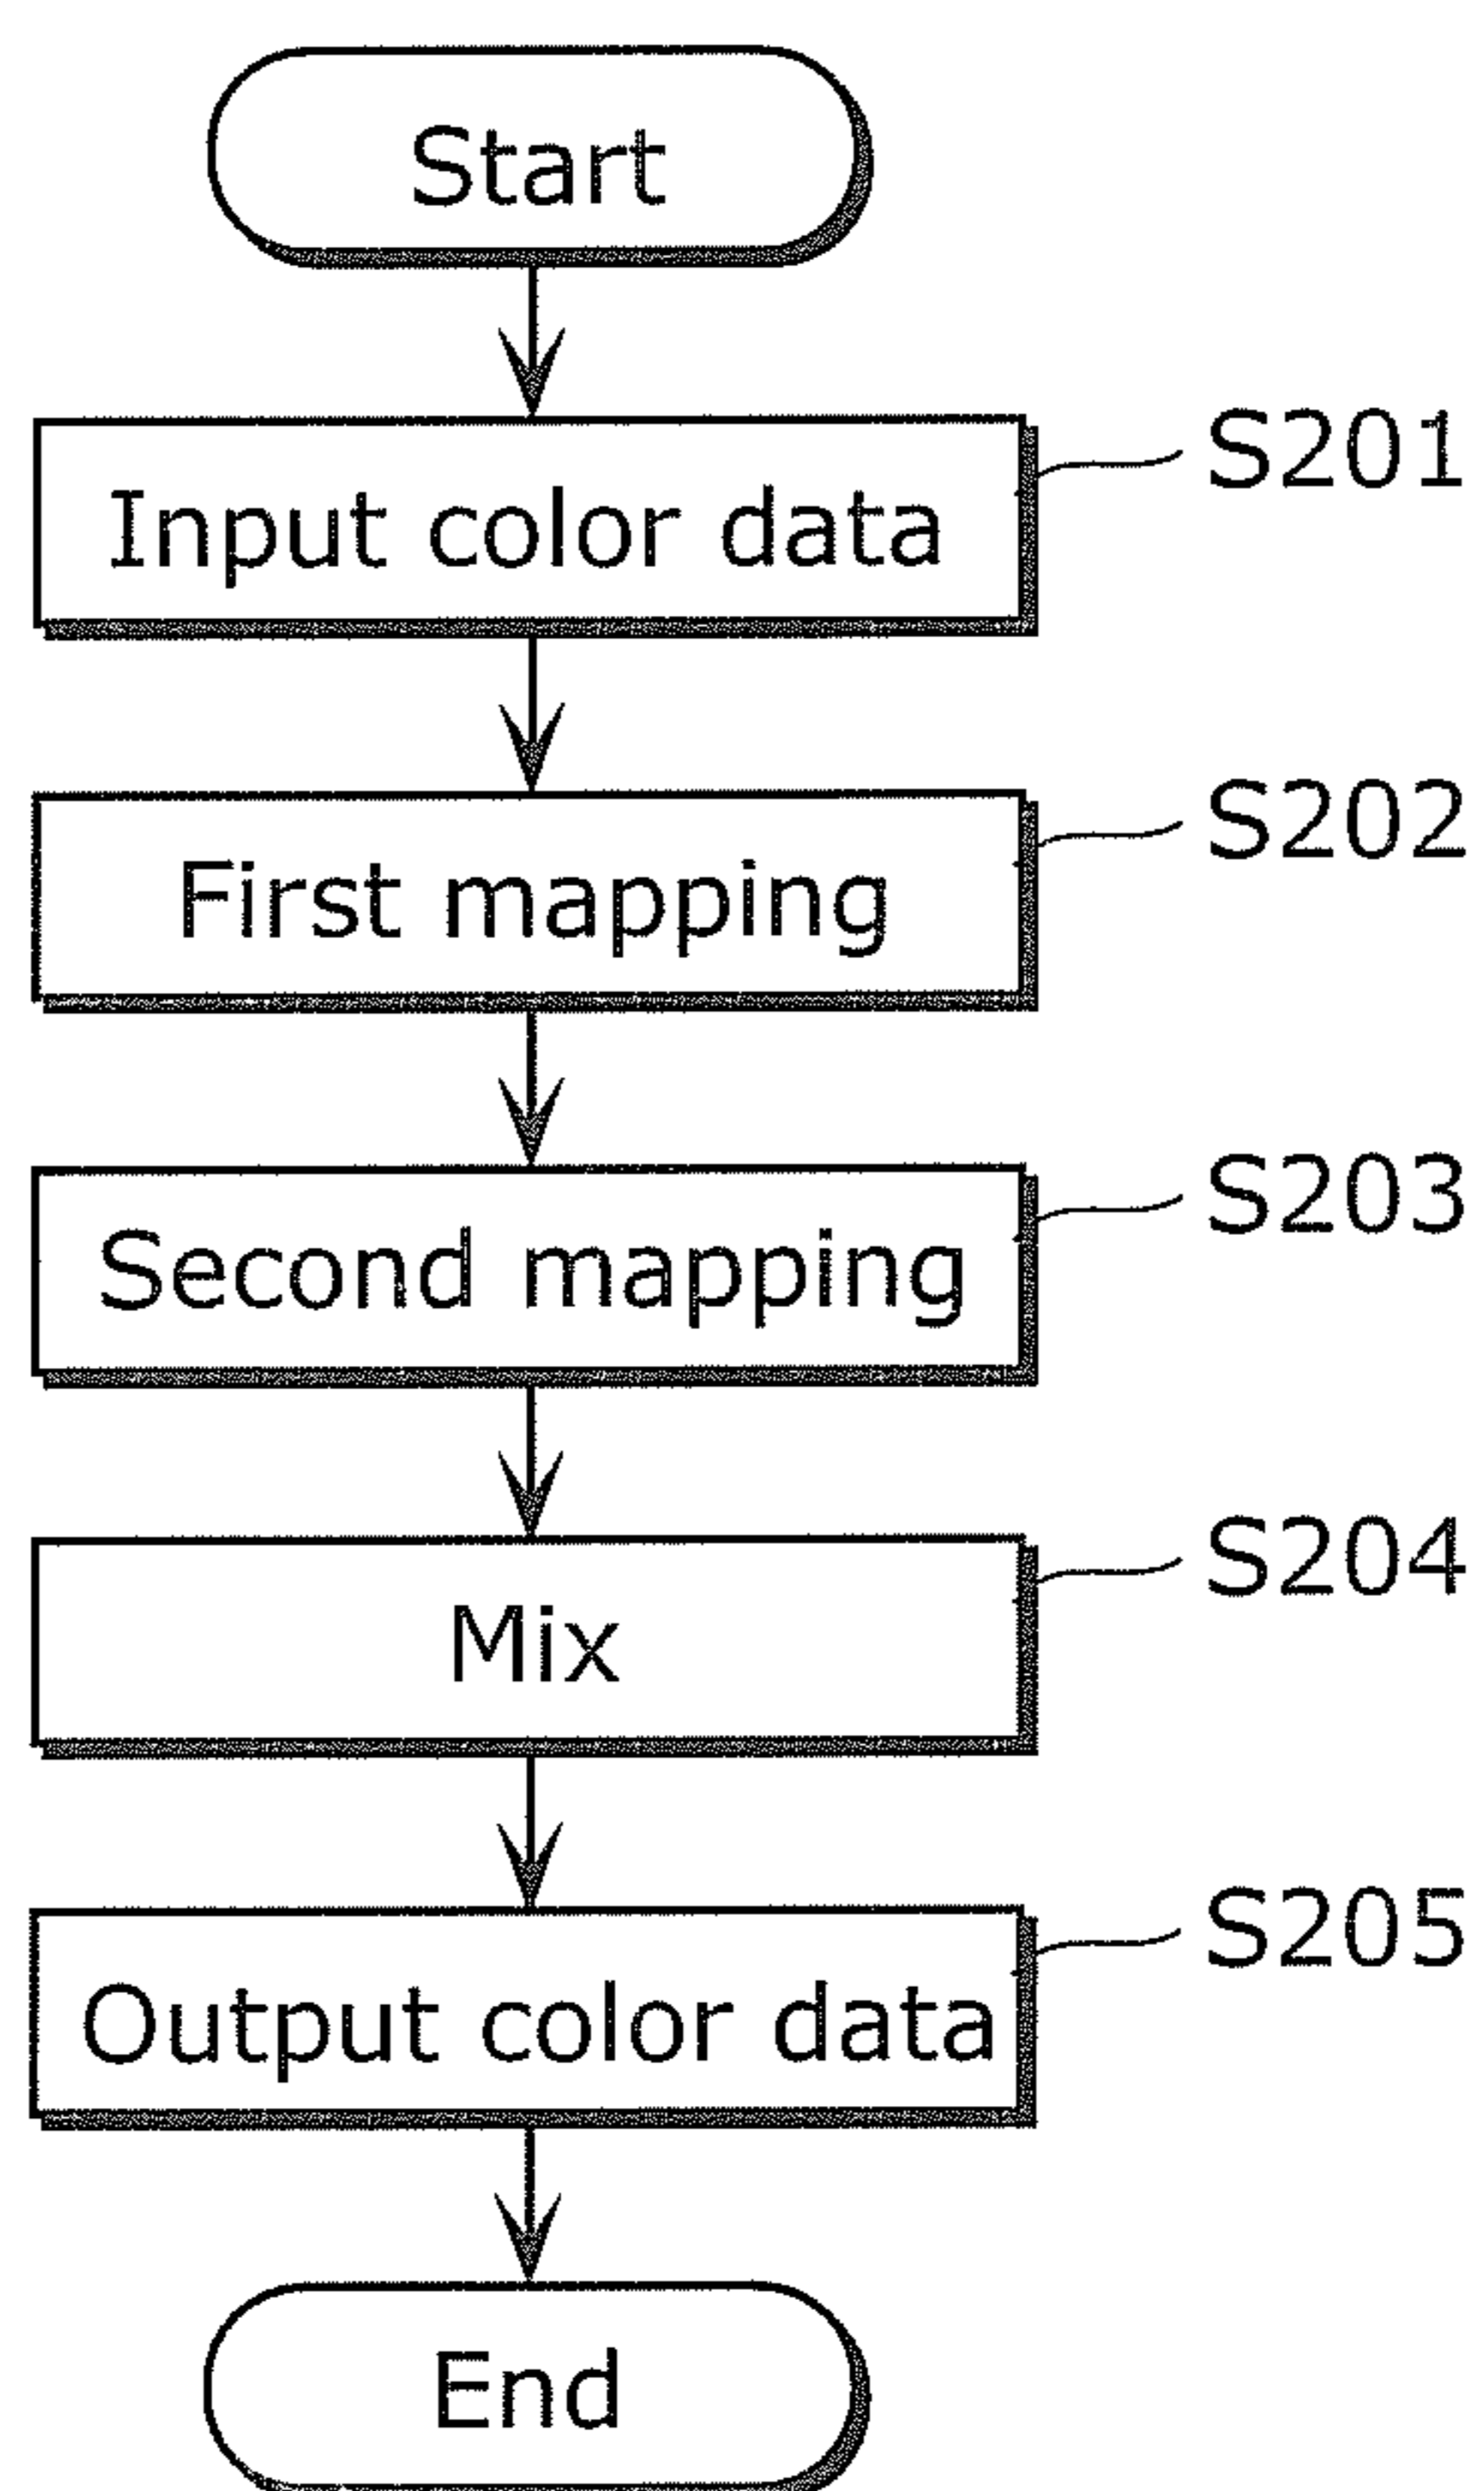 Start
Input color data
S201
First mapping
S202
Second mapping
S203
Mix
S204
Output color data
S205
End